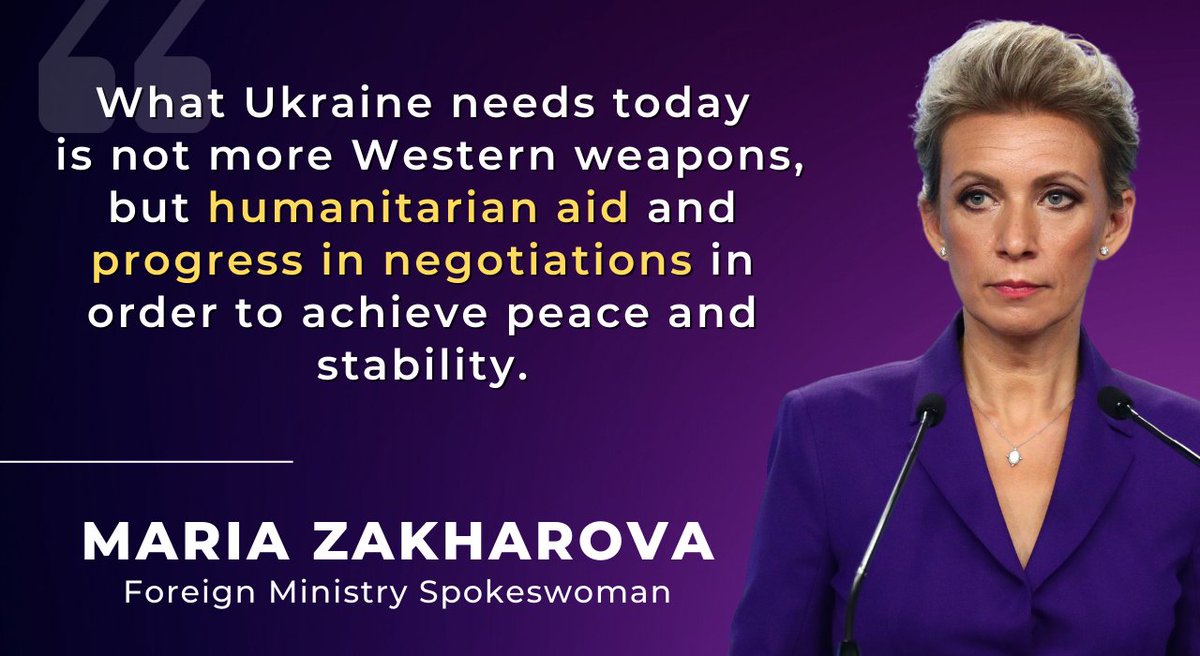 What Ukraine needs today
is not more Western weapons,
but humanitarian aid and
progress in negotiations in
order to achieve peace and
stability.
MARIA ZAKHAROVA
Foreign Ministry Spokeswoman